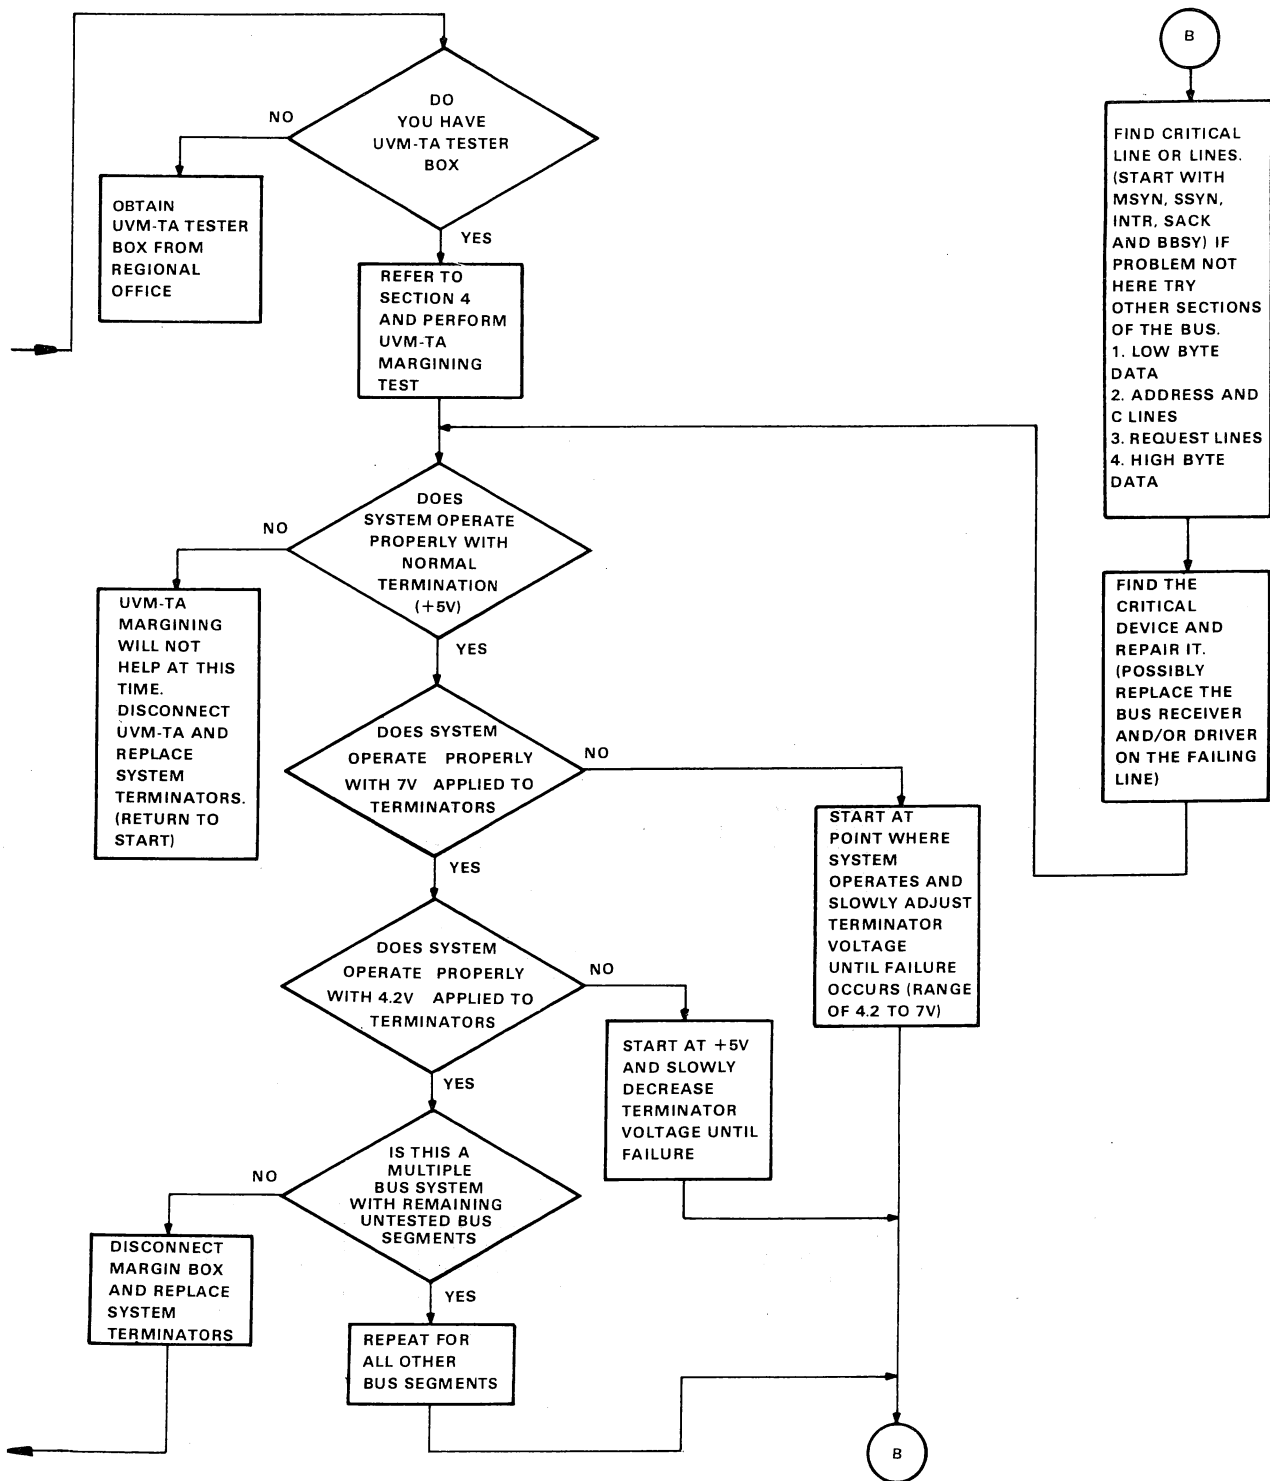 DO
YOU HAVE
UVM-TA TESTER
BOX
NO
YES
OBTAIN
UVM-TA TESTER
BOX FROM
REGIONAL
OFFICE
REFER TO
SECTION 4
AND PERFORM
UVM-TA
MARGINING
TEST
DOES
SYSTEM OPERATE
PROPERLY WITH
NORMAL
TERMINATION
(+5V)
NO
YES
UVM-TA
MARGINING
WILL NOT
HELP AT THIS
TIME.
DISCONNECT
UVM-TA AND
REPLACE
SYSTEM
TERMINATORS.
(RETURN TO
START)
DOES SYSTEM
OPERATE PROPERLY
WITH 7V APPLIED TO
TERMINATORS
NO
YES
START AT
POINT WHERE
SYSTEM
OPERATES AND
SLOWLY ADJUST
TERMINATOR
VOLTAGE
UNTIL FAILURE
OCCURS (RANGE
OF 4.2 TO 7V)
DOES SYSTEM
OPERATE PROPERLY
WITH 4.2V APPLIED TO
TERMINATORS
NO
YES
START AT +5V
AND SLOWLY
DECREASE
TERMINATOR
VOLTAGE UNTIL
FAILURE
IS THIS A
MULTIPLE
BUS SYSTEM
WITH REMAINING
UNTESTED BUS
SEGMENTS
NO
YES
DISCONNECT
MARGIN BOX
AND REPLACE
SYSTEM
TERMINATORS
REPEAT FOR
ALL OTHER
BUS SEGMENTS
B
B
FIND CRITICAL
LINE OR LINES.
(START WITH
MSYN, SSYN,
INTR, SACK
AND BBSY) IF
PROBLEM NOT
HERE TRY
OTHER SECTIONS
OF THE BUS.
1. LOW BYTE
DATA
2. ADDRESS AND
C LINES
3. REQUEST LINES
4. HIGH BYTE
DATA
FIND THE
CRITICAL
DEVICE AND
REPAIR IT.
(POSSIBLY
REPLACE THE
BUS RECEIVER
AND/OR DRIVER
ON THE FAILING
LINE)